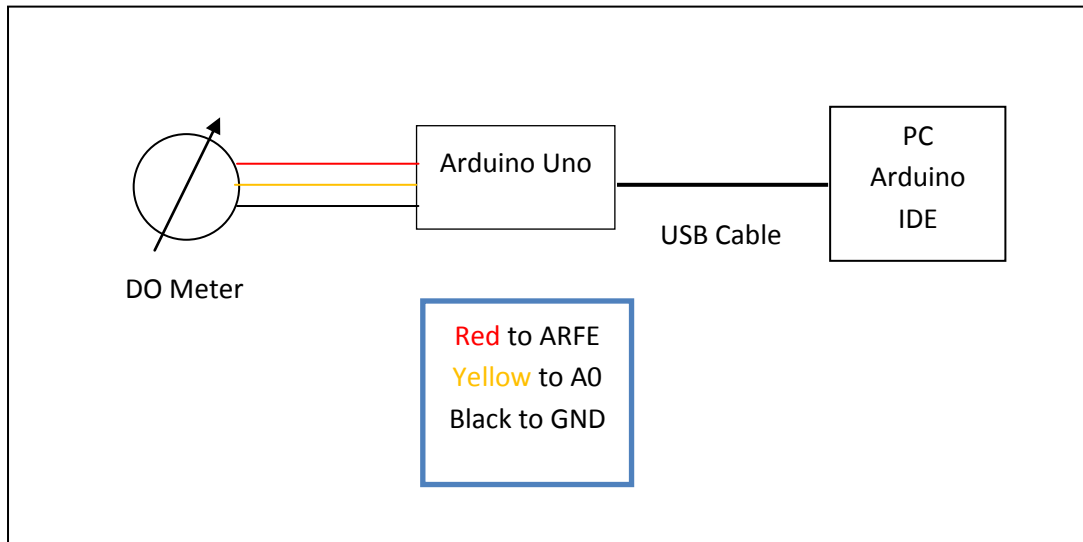 Arduino Uno
PC
Arduino
IDE
USB Cable
DO Meter
Red to ARFE
Yellow to A0
Black to GND